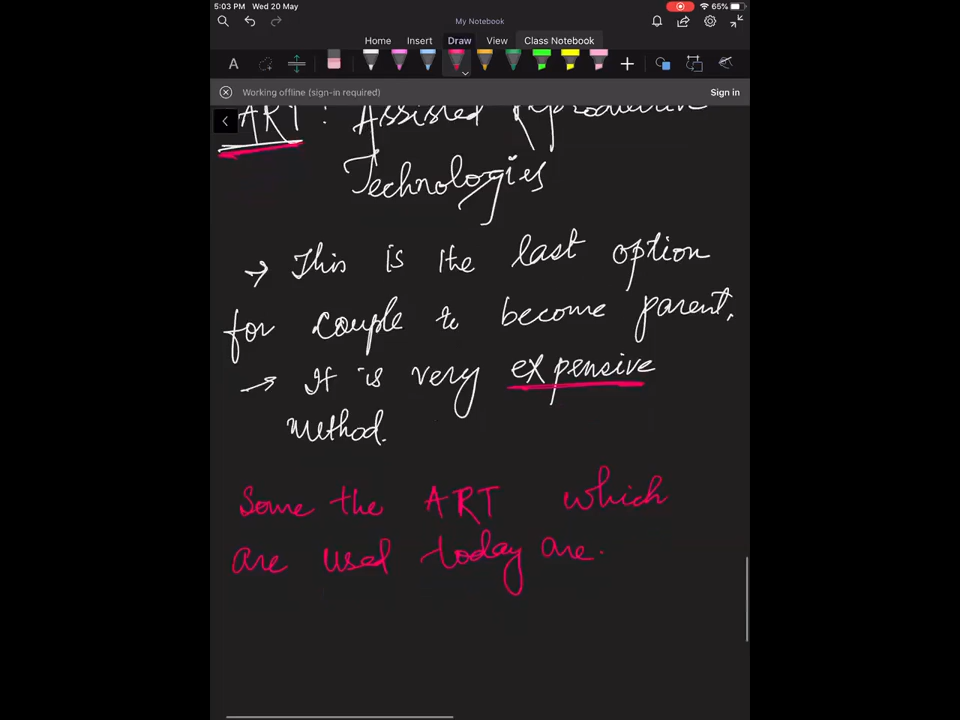 5:03 PM Wed 20 May
66%
My Notebook
Home Insert Draw View Class Notebook
A
Working offline (sign-in required) Sign in
ART : Assisted Reproductive
Technologies
→ This is the last option
for couple to become parent.
→ It is very expensive
method.
Some the ART which
are used today are.